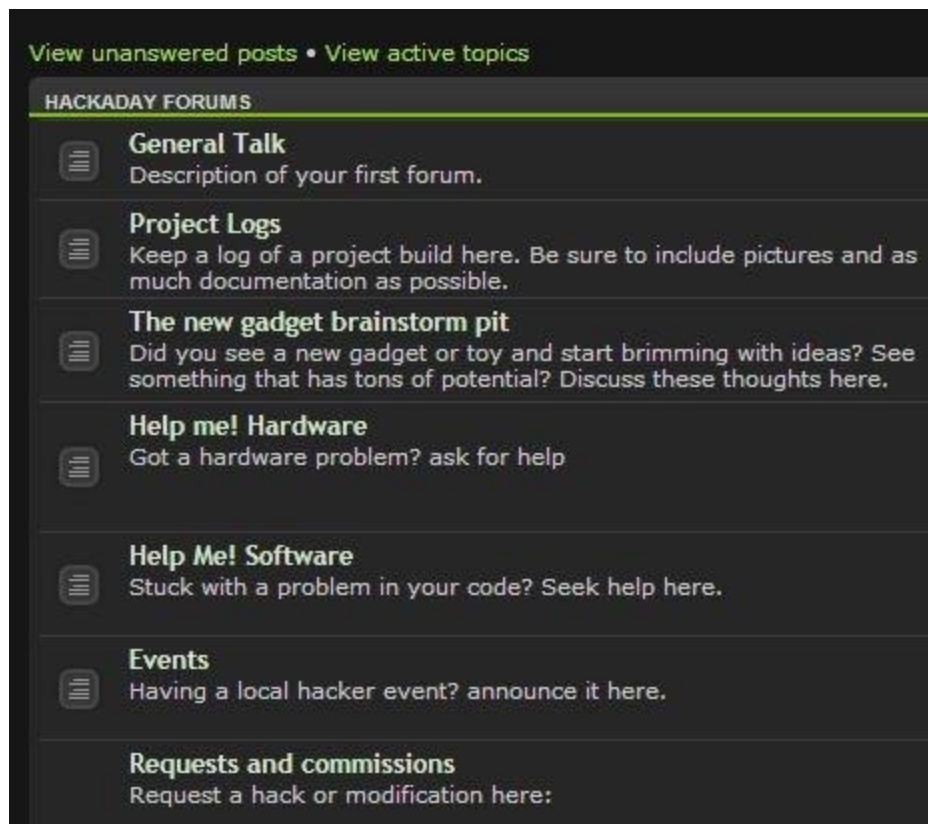 View unanswered posts • View active topics
HACKADAY FORUMS
General Talk
Description of your first forum.
Project Logs
Keep a log of a project build here. Be sure to include pictures and as
much documentation as possible.
The new gadget brainstorm pit
Did you see a new gadget or toy and start brimming with ideas? See
something that has tons of potential? Discuss these thoughts here.
Help me! Hardware
Got a hardware problem? ask for help
Help Me! Software
Stuck with a problem in your code? Seek help here.
Events
Having a local hacker event? announce it here.
Requests and commissions
Request a hack or modification here: